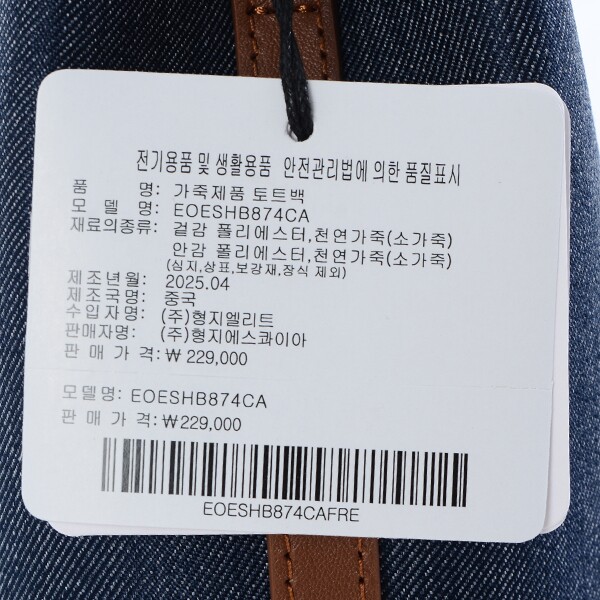 전기용품 및 생활용품 안전관리법에 의한 품질표시
품 명: 가죽제품 토트백
모 델 명: EOESHB874CA
재료의종류: 겉감 폴리에스터,천연가죽(소가죽)
안감 폴리에스터,천연가죽(소가죽)
(심지,상표,보강재,장식 제외)
제조년월: 2025.04
제조국명: 중국
수입자명: (주)형지엘리트
판매자명: (주)형지에스콰이아
판 매 가 격: ₩ 229,000
모델명: EOESHB874CA
판 매 가 격: ₩229,000
EOESHB874CAFRE